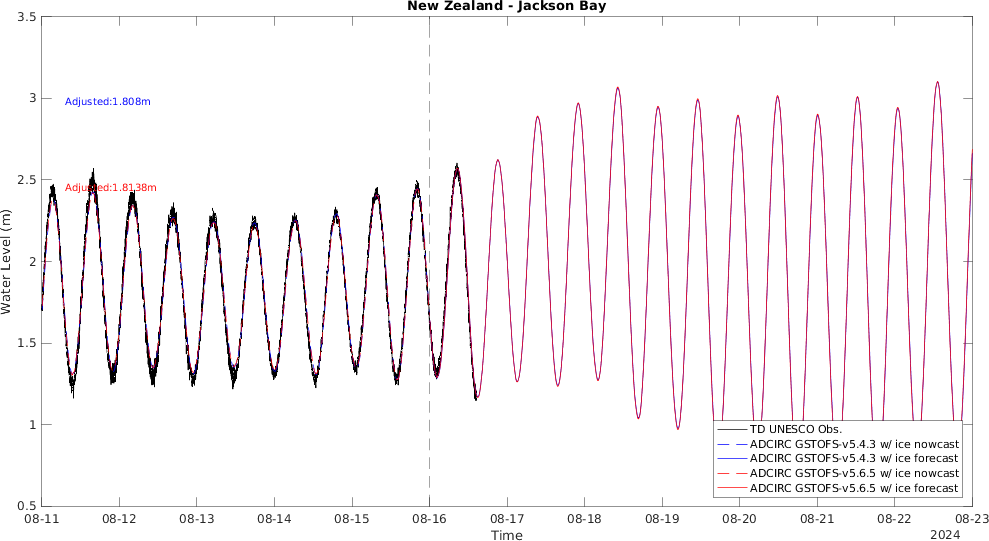 New Zealand - Jackson Bay
3.5
3
2.5
2
1.5
1
0.5
Water Level (m)
Adjusted:1.808m
Adjusted:1.8138m
TD UNESCO Obs.
ADCIRC GSTOFS-v5.4.3 w/ ice nowcast
ADCIRC GSTOFS-v5.4.3 w/ ice forecast
ADCIRC GSTOFS-v5.6.5 w/ ice nowcast
ADCIRC GSTOFS-v5.6.5 w/ ice forecast
08-11 08-12 08-13 08-14 08-15 08-16 08-17 08-18 08-19 08-20 08-21 08-22 08-23
Time
2024